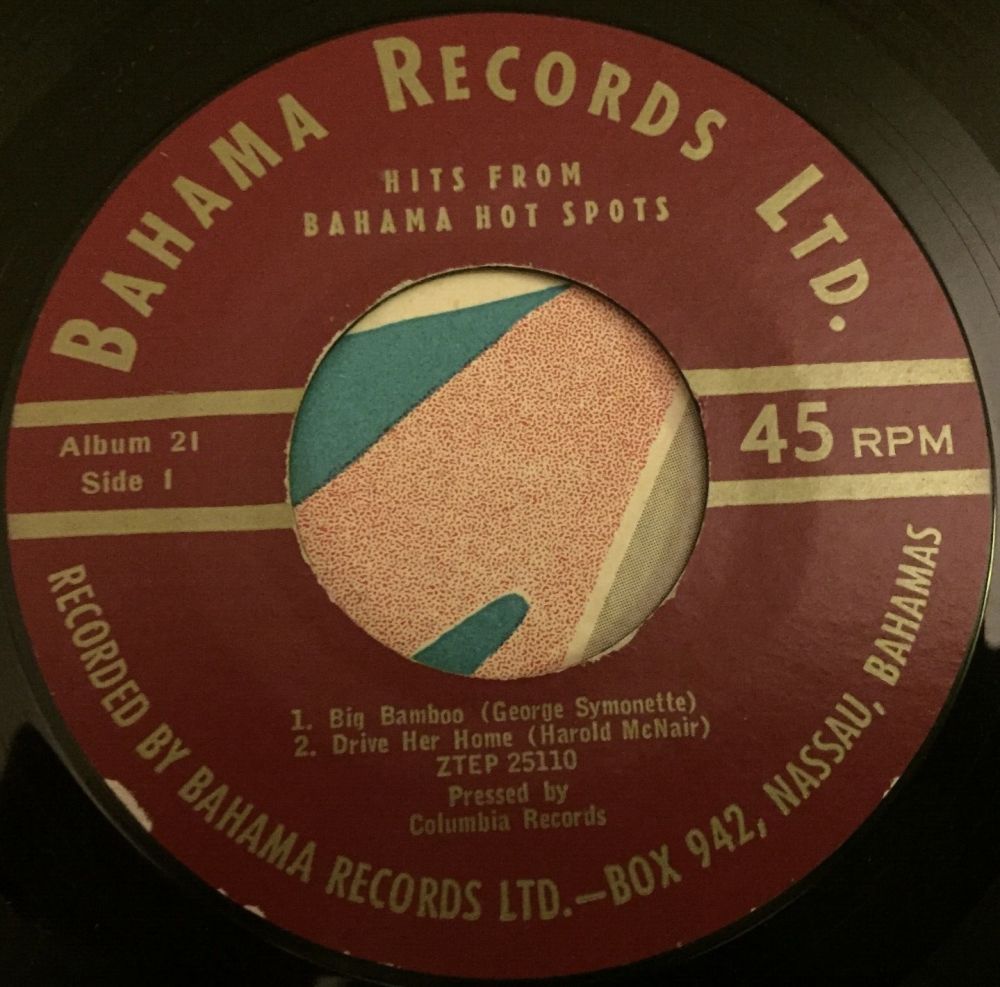 BAHAMA RECORDS LTD.
HITS FROM
BAHAMA HOT SPOTS
Album 21
Side 1
45 RPM
1. Big Bamboo (George Symonette)
2. Drive Her Home (Harold McNair)
ZTEP 25110
Pressed by
Columbia Records
RECORDED BY BAHAMA RECORDS LTD.—BOX 942, NASSAU, BAHAMAS